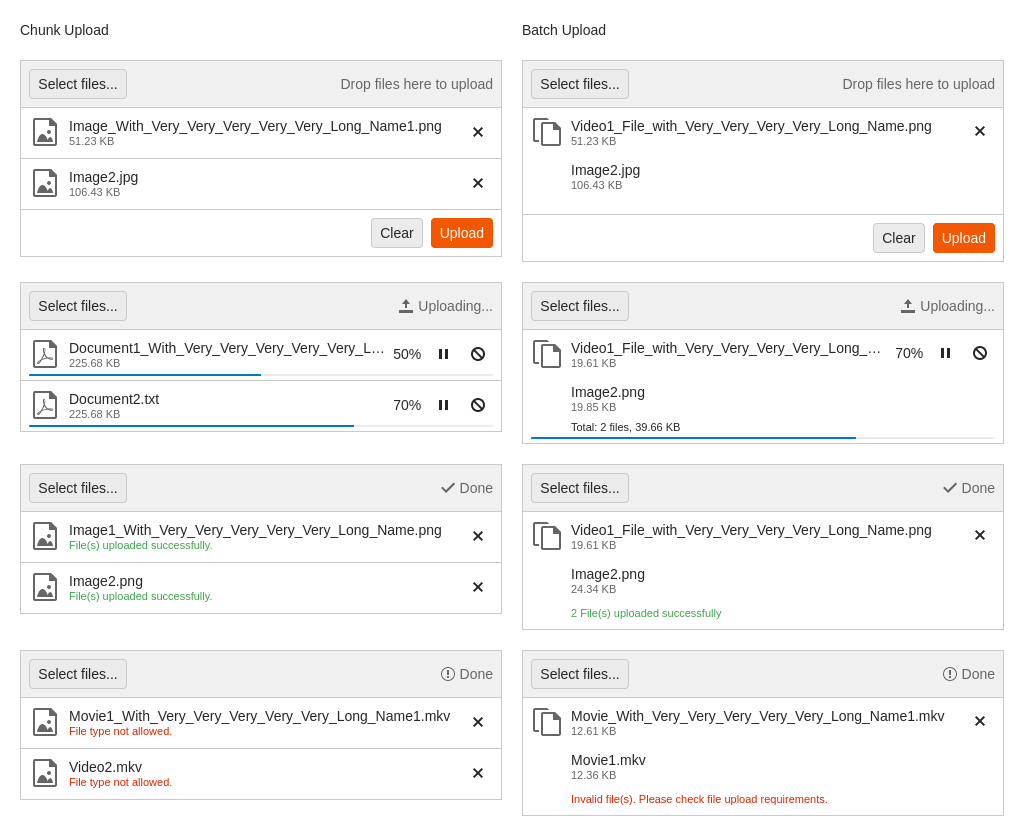 Chunk Upload
Select files...
Drop files here to upload
Image_With_Very_Very_Very_Very_Very_Long_Name1.png
51.23 KB
Image2.jpg
106.43 KB
Clear
Upload
Select files...
Uploading...
Document1_With_Very_Very_Very_Very_Very_L...
50%
225.68 KB
Document2.txt
70%
225.68 KB
Select files...
Done
Image1_With_Very_Very_Very_Very_Very_Long_Name.png
File(s) uploaded successfully.
Image2.png
File(s) uploaded successfully.
Select files...
Done
Movie1_With_Very_Very_Very_Very_Very_Long_Name1.mkv
File type not allowed.
Video2.mkv
File type not allowed.
Batch Upload
Select files...
Drop files here to upload
Video1_File_with_Very_Very_Very_Very_Long_Name.png
51.23 KB
Image2.jpg
106.43 KB
Clear
Upload
Select files...
Uploading...
Video1_File_with_Very_Very_Very_Very_Long_...
70%
19.61 KB
Image2.png
19.85 KB
Total: 2 files, 39.66 KB
Select files...
Done
Video1_File_with_Very_Very_Very_Very_Long_Name.png
19.61 KB
Image2.png
24.34 KB
2 File(s) uploaded successfully
Select files...
Done
Movie_With_Very_Very_Very_Very_Very_Long_Name1.mkv
12.61 KB
Movie1.mkv
12.36 KB
Invalid file(s). Please check file upload requirements.